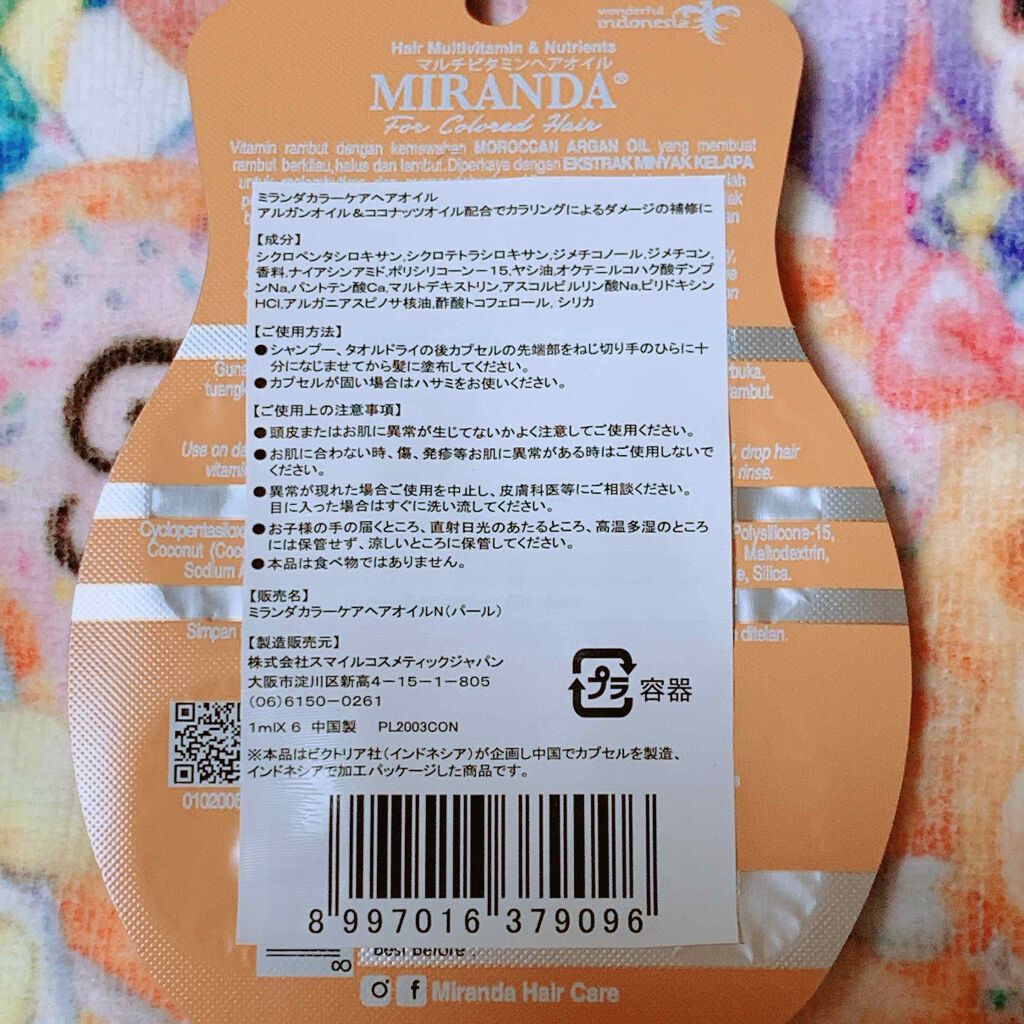 wonderful
indonesia
Hair Multivitamin & Nutrients
マルチビタミンヘアオイル
MIRANDA®
For Colored Hair
Vitamin rambut dengan kemewahan MOROCCAN ARGAN OIL yang membuat
rambut berkilau, halus dan lembut. Diperkaya dengan EKSTRAK MINYAK KELAPA
ミランダカラーケアヘアオイル
アルガンオイル&ココナッツオイル配合でカラリングによるダメージの補修に
【成分】
シクロペンタシロキサン,シクロテトラシロキサン,ジメチコノール,ジメチコン,
香料,ナイアシンアミド,ポリシリコーン−15,ヤシ油,オクテニルコハク酸デンプ
ンNa,パントテン酸Ca,マルトデキストリン,アスコルビルリン酸Na,ピリドキシン
HCl,アルガニアスピノサ核油,酢酸トコフェロール, シリカ
【ご使用方法】
●シャンプー、タオルドライの後カプセルの先端部をねじ切り手のひらに十
分になじませてから髪に塗布してください。
●カプセルが固い場合はハサミをお使いください。
rbuka,
tuang
ambut.
【ご使用上の注意事項】
●頭皮またはお肌に異常が生じてないかよく注意してご使用ください。
●お肌に合わない時、傷、発疹等お肌に異常がある時はご使用しないで
ください。
Use on da
drop hair
vitami
rinse.
●異常が現れた場合ご使用を中止し、皮膚科医等にご相談ください。
目に入った場合はすぐに洗い流してください。
●お子様の手の届くところ、直射日光のあたるところ、高温多湿のところ
には保管せず、涼しいところに保管してください。
●本品は食べ物ではありません。
Cyclopentasilox
Polysilicone-15,
Coconut (Coc
Maltodextrin,
Sodium A
e, Silica.
【販売名】
ミランダカラーケアヘアオイルN(パール)
Simpan
ditelan.
【製造販売元】
株式会社スマイルコスメティックジャパン
大阪市淀川区新高4−15−1−805
(06)6150−0261
プラ 容器
1mlX 6 中国製 PL2003CON
※本品はビクトリア社(インドネシア)が企画し中国でカプセルを製造、
インドネシアで加工パッケージした商品です。
0102006
8 997016 379096
best before :
Miranda Hair Care